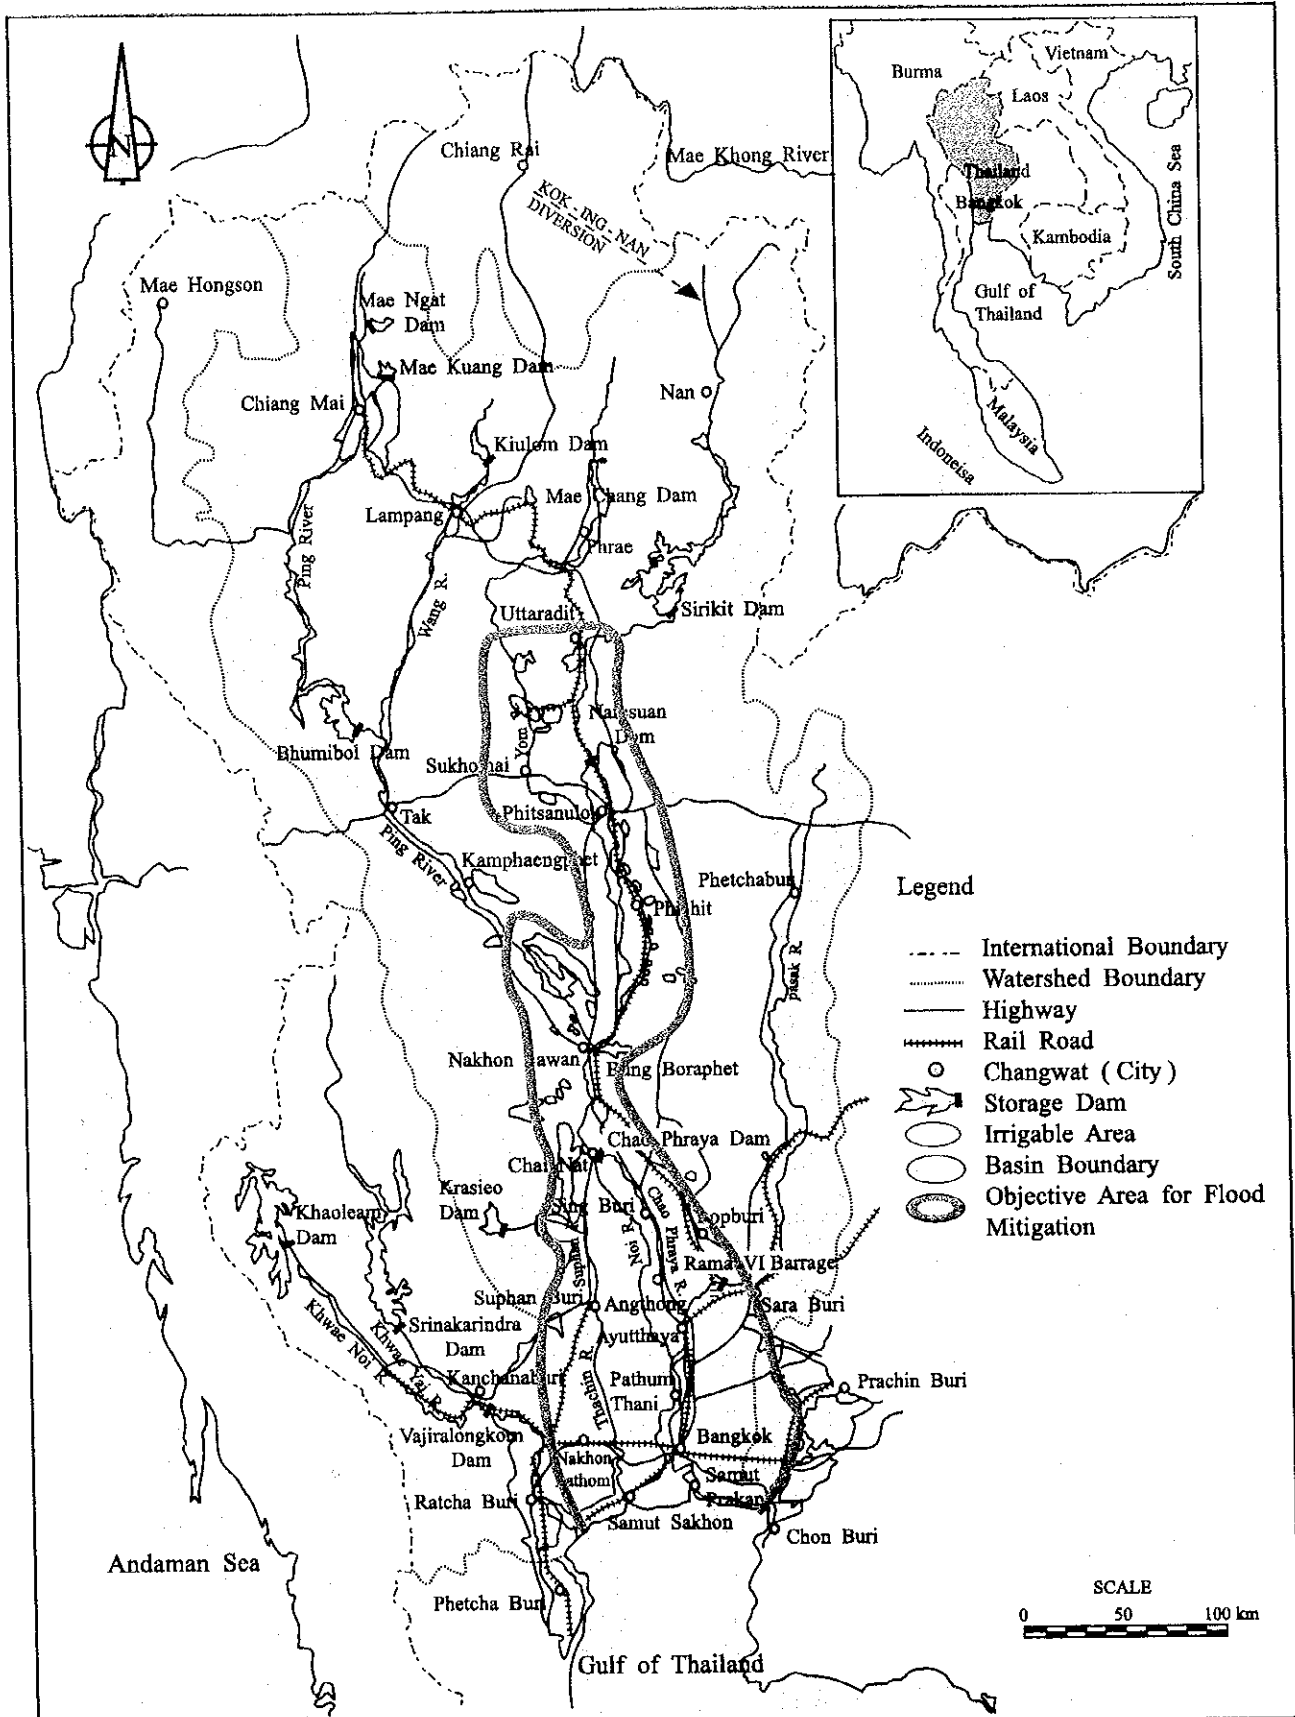 N
Chiang Rai
Mae Khong River
KOK - ING - NAN
DIVERSION
Mae Hongson
Mae Ngat
Dam
Mae Kuang Dam
Chiang Mai
Nan
Kiulom Dam
Mae Chang Dam
Lampang
Phrae
Ping River
Wang R.
Uttaradit
Sirikit Dam
Naresuan
Dam
Yom
Bhumibol Dam
Sukhothai
Tak
Phitsanulok
Ping River
Kamphaengphet
Phetchabun
Phichit
pasak R.
Nakhon Sawan
Bung Boraphet
Chao Phraya Dam
Chai Nat
Krasieo
Dam
Sing Buri
Chao Phraya R.
Noi R.
Lopburi
Khaoleam
Dam
Suphan
Rama VI Barrage
Suphan Buri
Angthong
Sara Buri
Srinakarindra
Dam
Ayutthaya
Khwae Noi R.
Khwae Yai R.
Thachin R.
Kanchanaburi
Pathum
Thani
Prachin Buri
Vajiralongkorn
Dam
Bangkok
Nakhon
Pathom
Samut
Prakan
Ratcha Buri
Samut Sakhon
Chon Buri
Andaman Sea
Phetcha Buri
Gulf of Thailand
Burma
Vietnam
Laos
Thailand
Bangkok
Kambodia
South China Sea
Gulf of
Thailand
Malaysia
Indoneisa
Legend
International Boundary
Watershed Boundary
Highway
Rail Road
Changwat ( City )
Storage Dam
Irrigable Area
Basin Boundary
Objective Area for Flood
Mitigation
SCALE
0 50 100 km